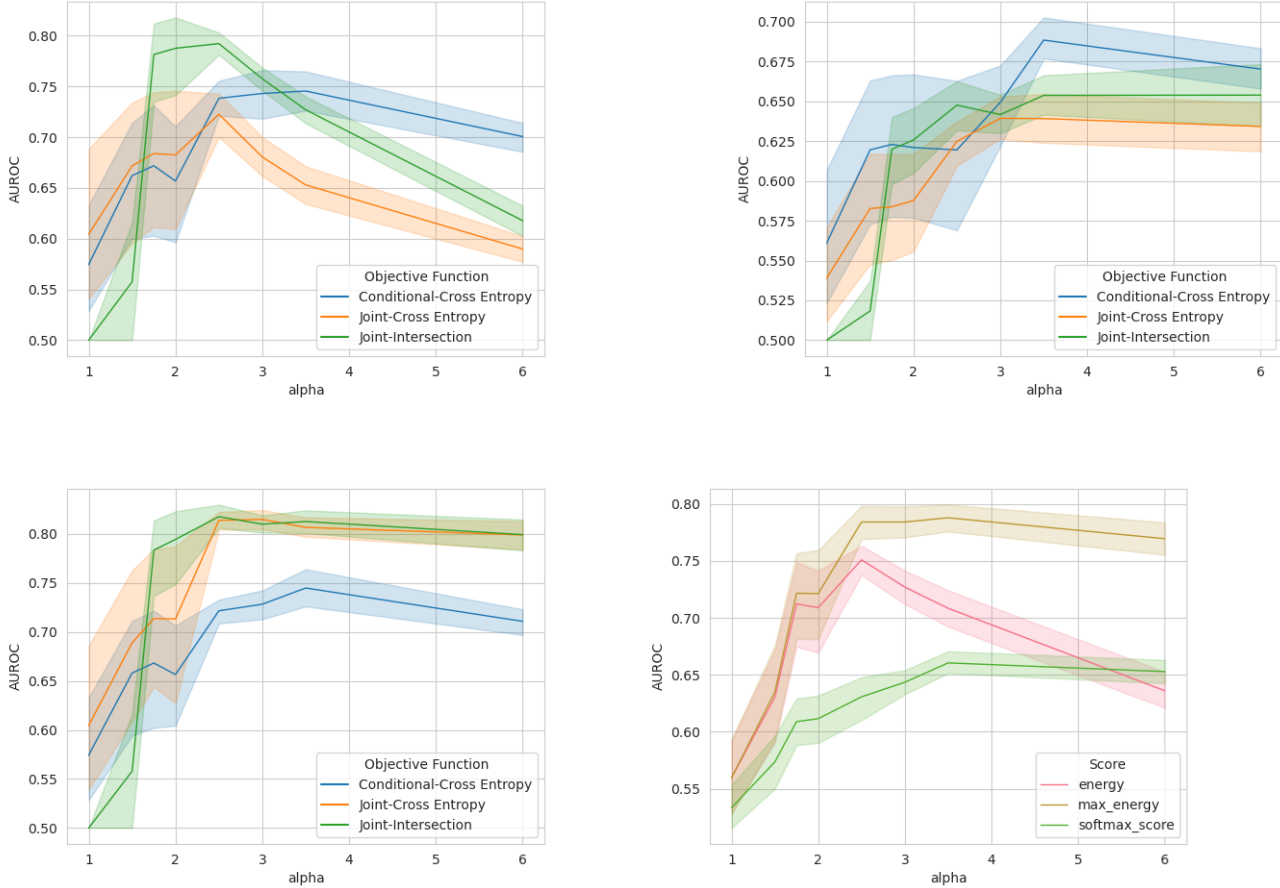 0.80
0.75
0.70
0.65
0.60
0.55
0.50
AUROC
Objective Function
Conditional-Cross Entropy
Joint-Cross Entropy
Joint-Intersection
1 2 3 4 5 6
alpha
0.700
0.675
0.650
0.625
0.600
0.575
0.550
0.525
0.500
AUROC
Objective Function
Conditional-Cross Entropy
Joint-Cross Entropy
Joint-Intersection
1 2 3 4 5 6
alpha
0.80
0.75
0.70
0.65
0.60
0.55
0.50
AUROC
Objective Function
Conditional-Cross Entropy
Joint-Cross Entropy
Joint-Intersection
1 2 3 4 5 6
alpha
0.80
0.75
0.70
0.65
0.60
0.55
AUROC
Score
energy
max_energy
softmax_score
1 2 3 4 5 6
alpha